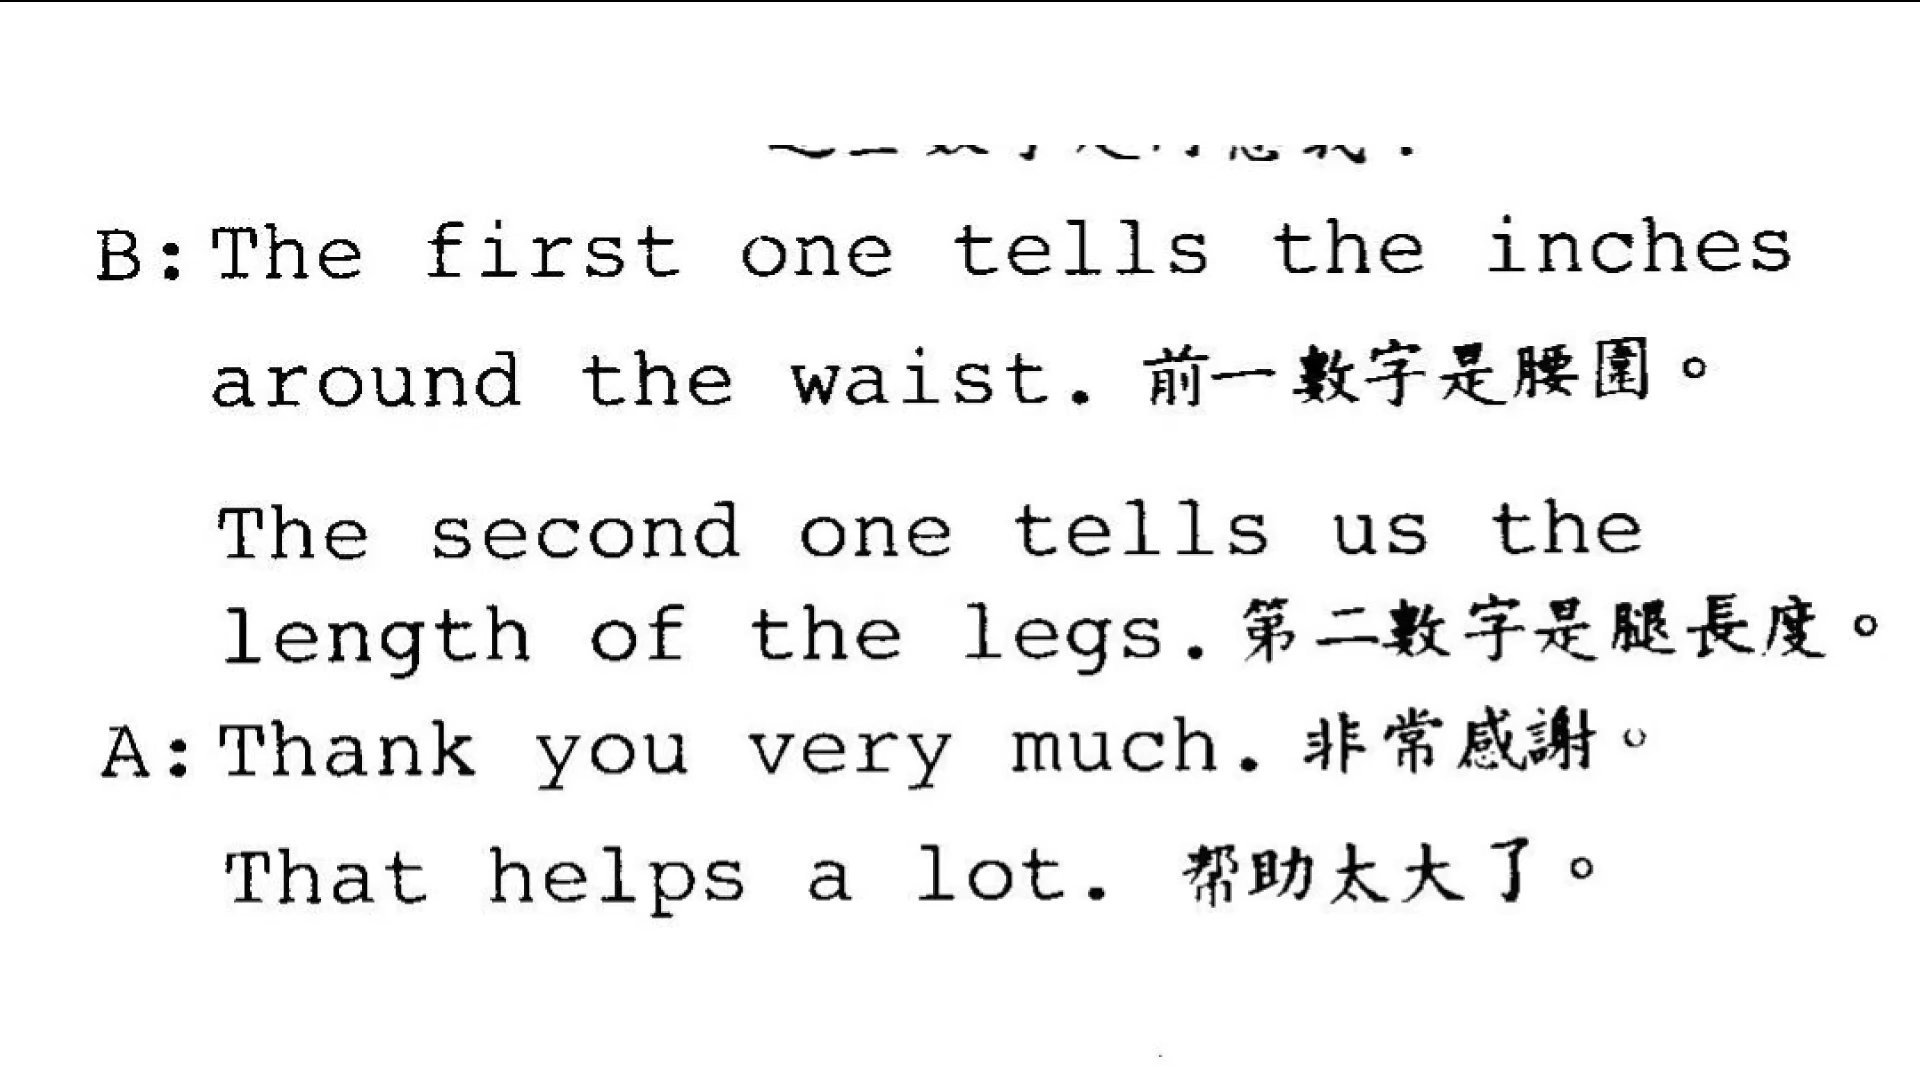 B:The first one tells the inches
around the waist. 前一數字是腰圍。
The second one tells us the
length of the legs.第二數字是腿長度。
A:Thank you very much.非常感謝。
That helps a lot. 帮助太大了。